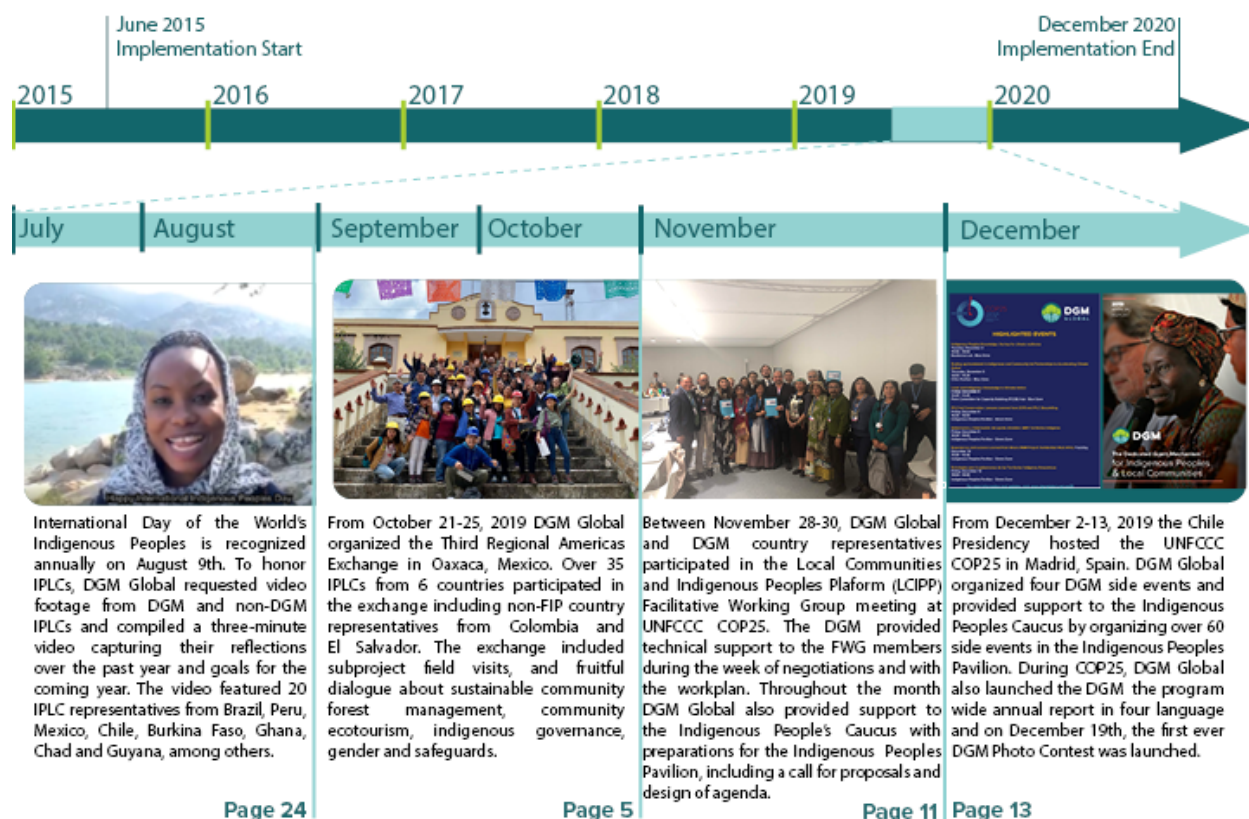 June 2015
Implementation Start
December 2020
Implementation End
2015
2016
2017
2018
2019
2020
July
August
September
October
November
December
Happy International Indigenous Peoples Day
DGM
GLOBAL
HIGHLIGHTED EVENTS
DGM
The Dedicated Grant Mechanism
for Indigenous Peoples
& Local Communities
International Day of the World's
Indigenous Peoples is recognized
annually on August 9th. To honor
IPLCs, DGM Global requested video
footage from DGM and non-DGM
IPLCs and compiled a three-minute
video capturing their reflections
over the past year and goals for the
coming year. The video featured 20
IPLC representatives from Brazil, Peru,
Mexico, Chile, Burkina Faso, Ghana,
Chad and Guyana, among others.
Page 24
From October 21-25, 2019 DGM Global
organized the Third Regional Americas
Exchange in Oaxaca, Mexico. Over 35
IPLCs from 6 countries participated in
the exchange including non-FIP country
representatives from Colombia and
El Salvador. The exchange included
subproject field visits, and fruitful
dialogue about sustainable community
forest management, community
ecotourism, indigenous governance,
gender and safeguards.
Page 5
Between November 28-30, DGM Global
and DGM country representatives
participated in the Local Communities
and Indigenous Peoples Plaform (LCIPP)
Facilitative Working Group meeting at
UNFCCC COP25. The DGM provided
technical support to the FWG members
during the week of negotiations and with
the workplan. Throughout the month
DGM Global also provided support to
the Indigenous People's Caucus with
preparations for the Indigenous Peoples
Pavilion, including a call for proposals and
design of agenda.
Page 11
From December 2-13, 2019 the Chile
Presidency hosted the UNFCCC
COP25 in Madrid, Spain. DGM Global
organized four DGM side events and
provided support to the Indigenous
Peoples Caucus by organizing over 60
side events in the Indigenous Peoples
Pavilion. During COP25, DGM Global
also launched the DGM the program
wide annual report in four language
and on December 19th, the first ever
DGM Photo Contest was launched.
Page 13